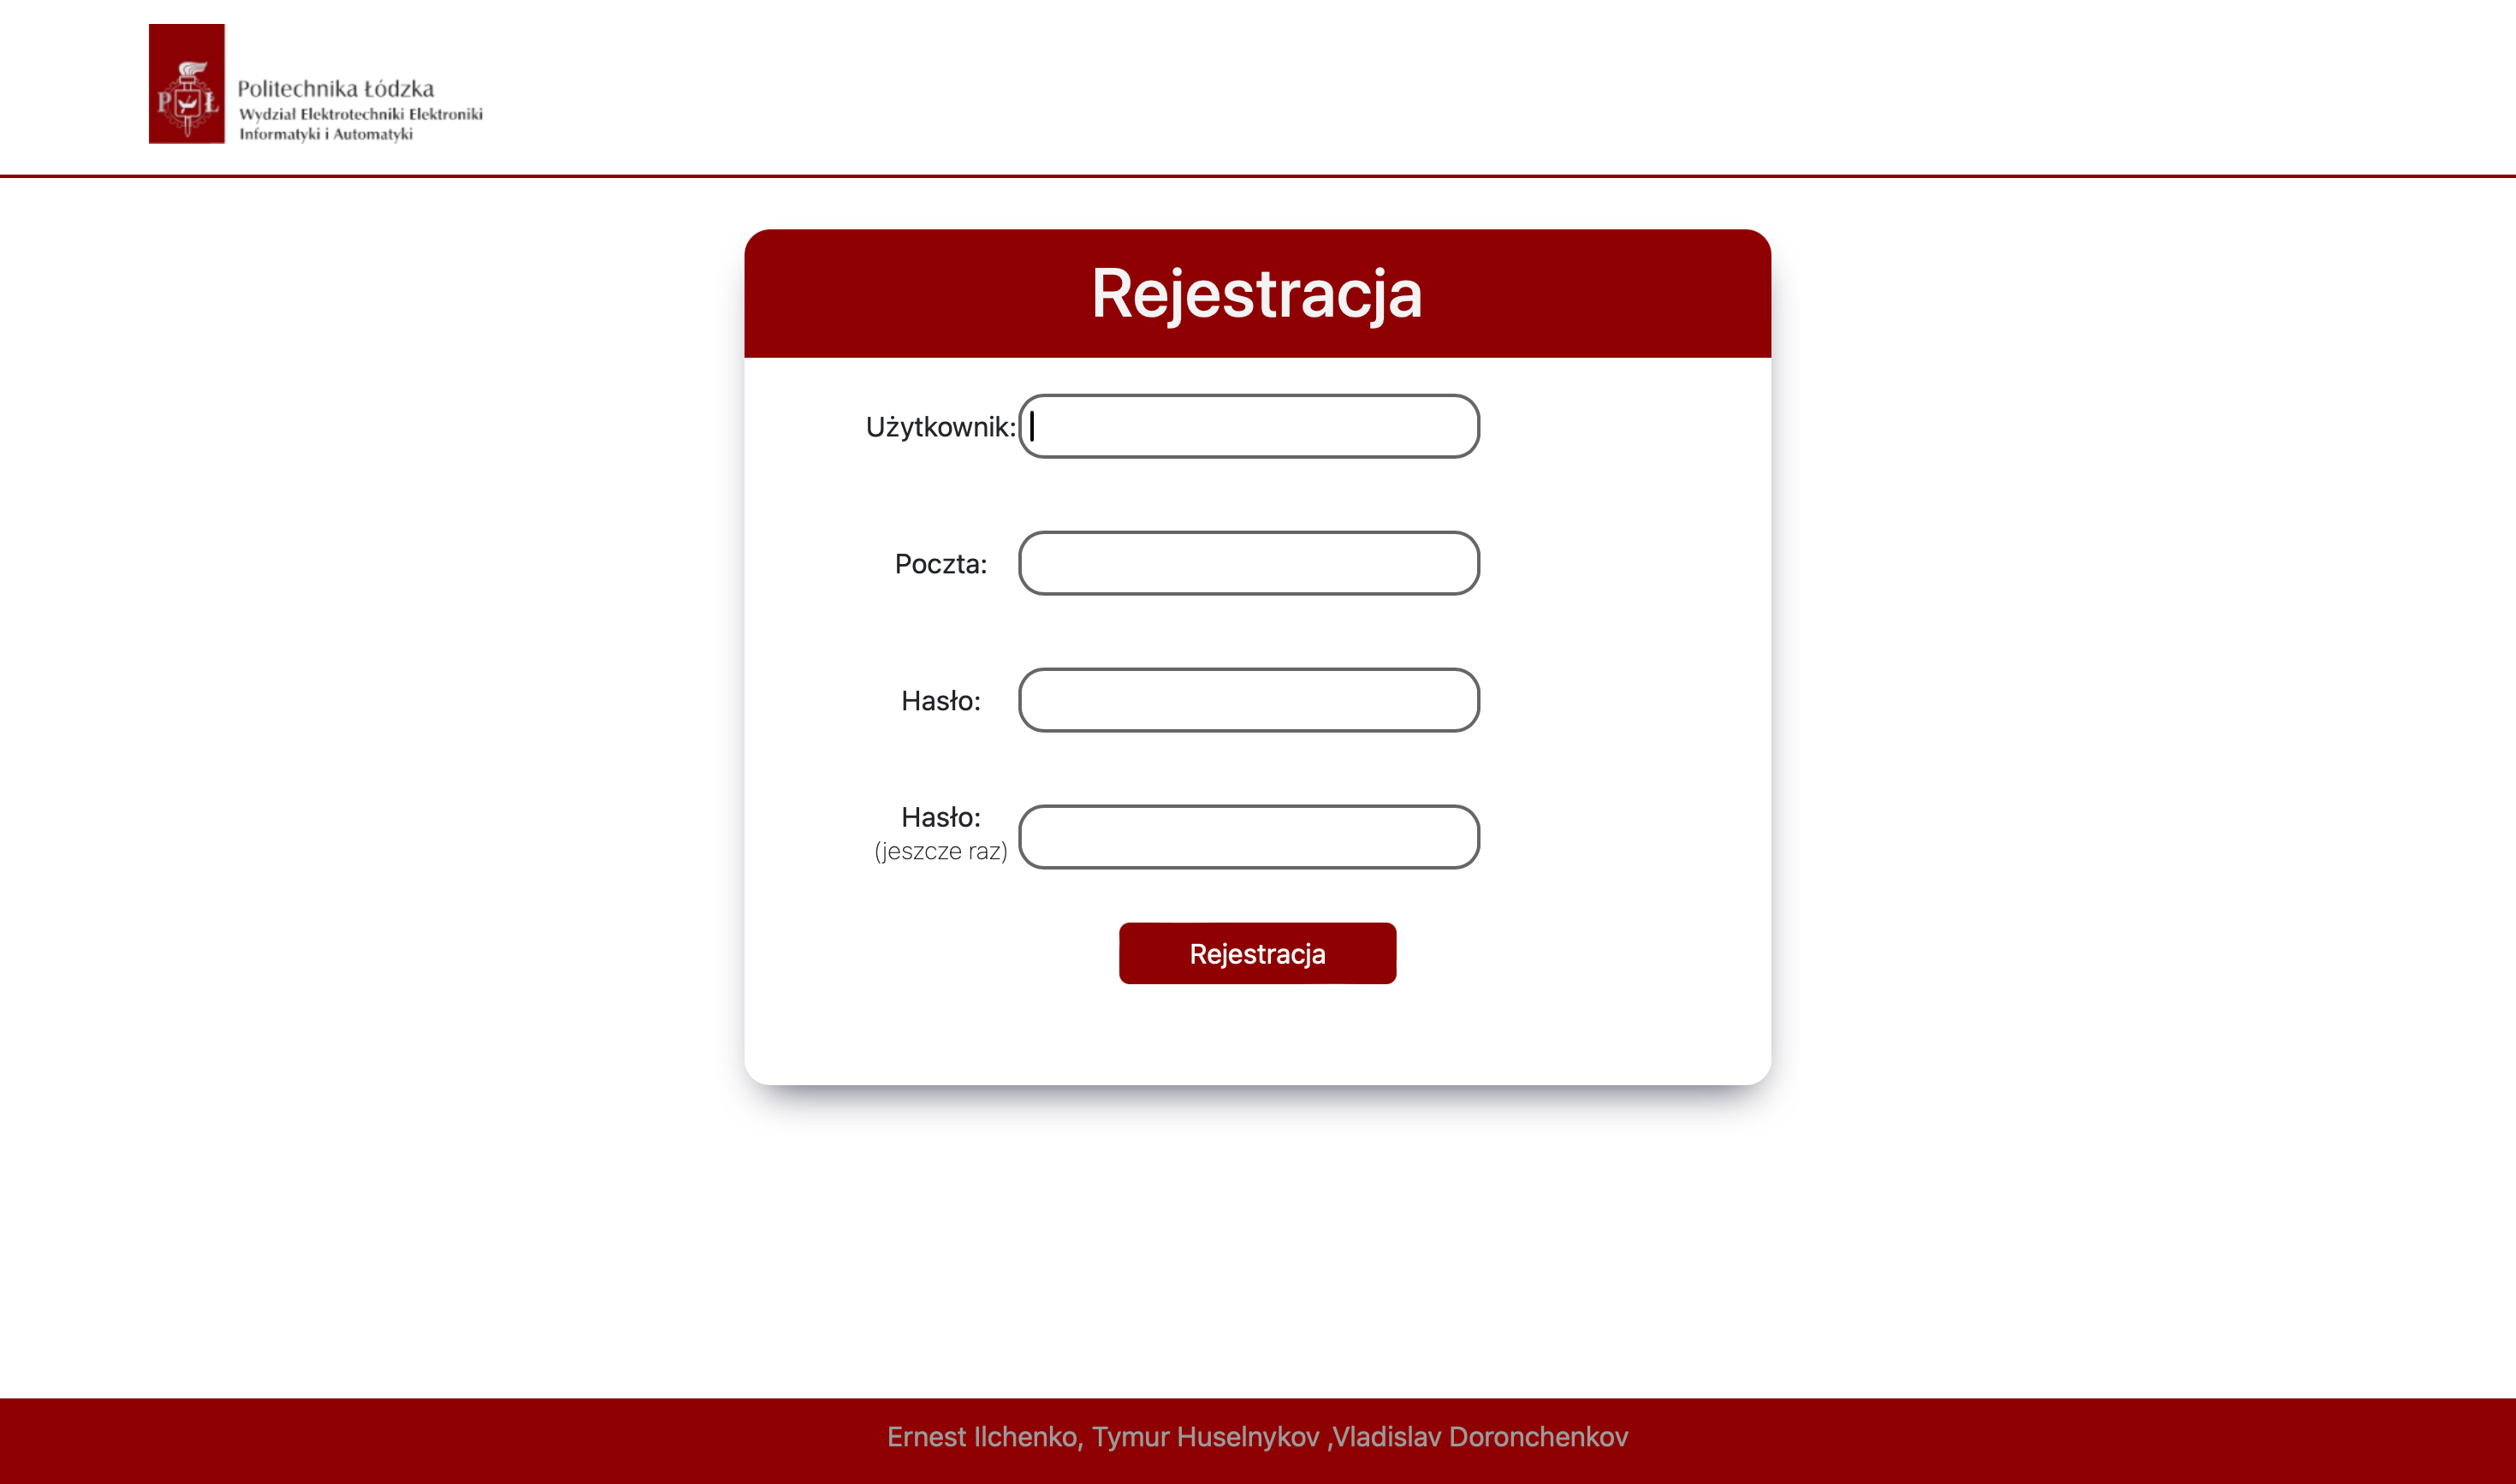 P Ł
Politechnika Łódzka
Wydział Elektrotechniki Elektroniki
Informatyki i Automatyki
Rejestracja
Użytkownik:
Poczta:
Hasło:
Hasło:
(jeszcze raz)
Rejestracja
Ernest Ilchenko, Tymur Huselnykov ,Vladislav Doronchenkov